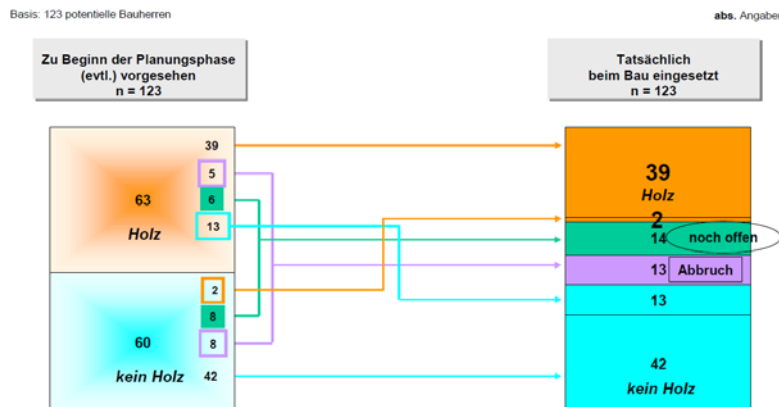 Basis: 123 potentielle Bauherren
abs. Angaben
Zu Beginn der Planungsphase
(evtl.) vorgesehen
n = 123
Tatsächlich
beim Bau eingesetzt
n = 123
39
5
6
63
13
Holz
2
8
60
8
kein Holz
42
39
Holz
2
14 noch offen
13 Abbruch
13
42
kein Holz